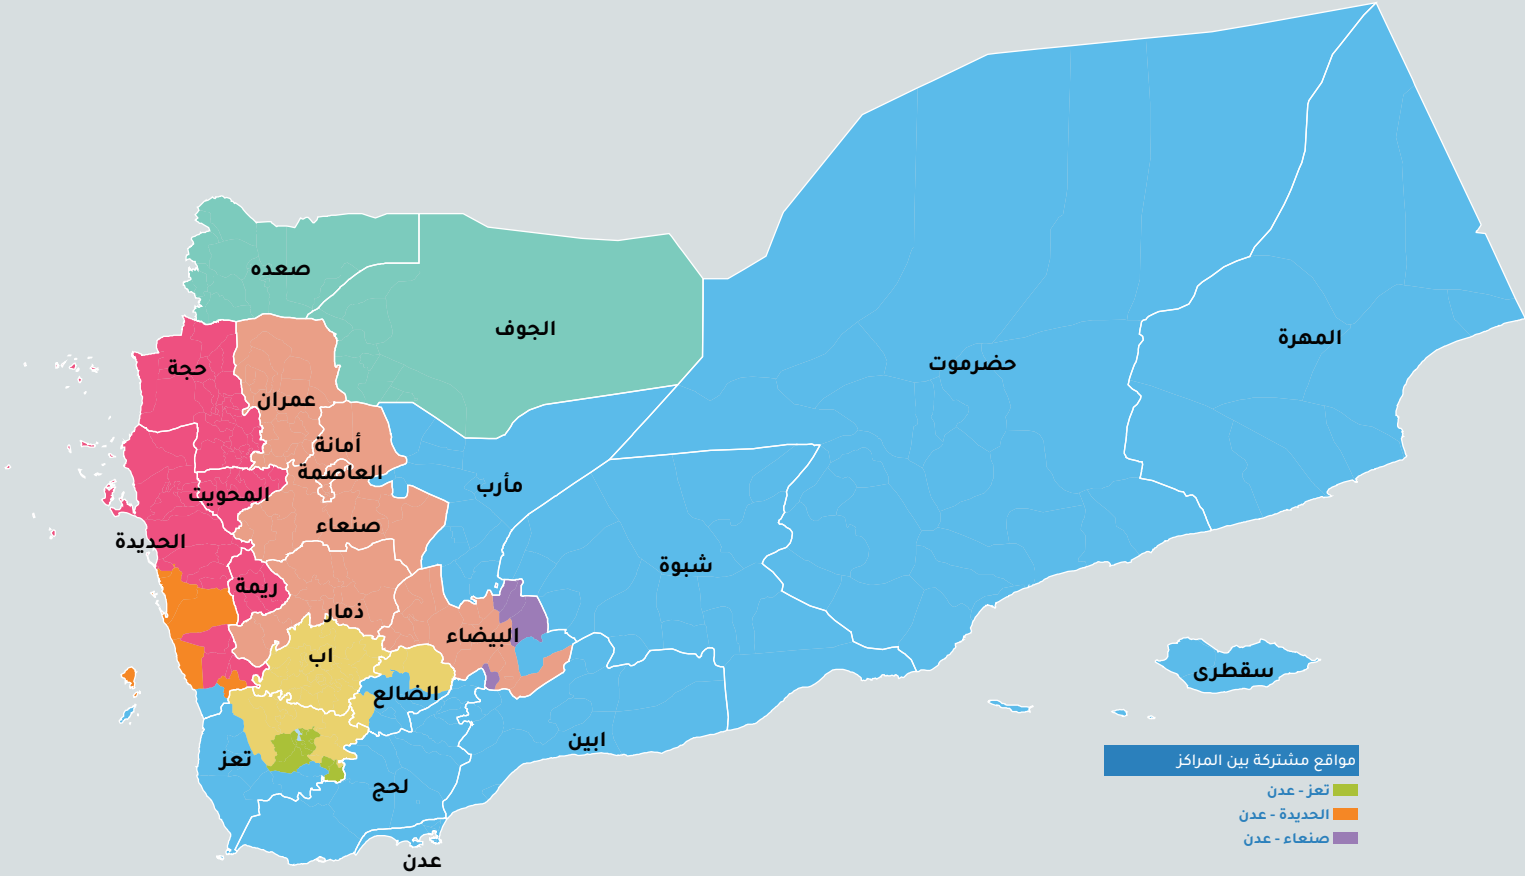 صعده
الجوف
المهرة
حضرموت
حجة
عمران
أمانة
العاصمة
مأرب
المحويت
صنعاء
الحديدة
شبوة
ريمة
ذمار
البيضاء
اب
سقطرى
الضالع
ابين
تعز
لحج
عدن
مواقع مشتركة بين المراكز
تعز - عدن
الحديدة - عدن
صنعاء - عدن